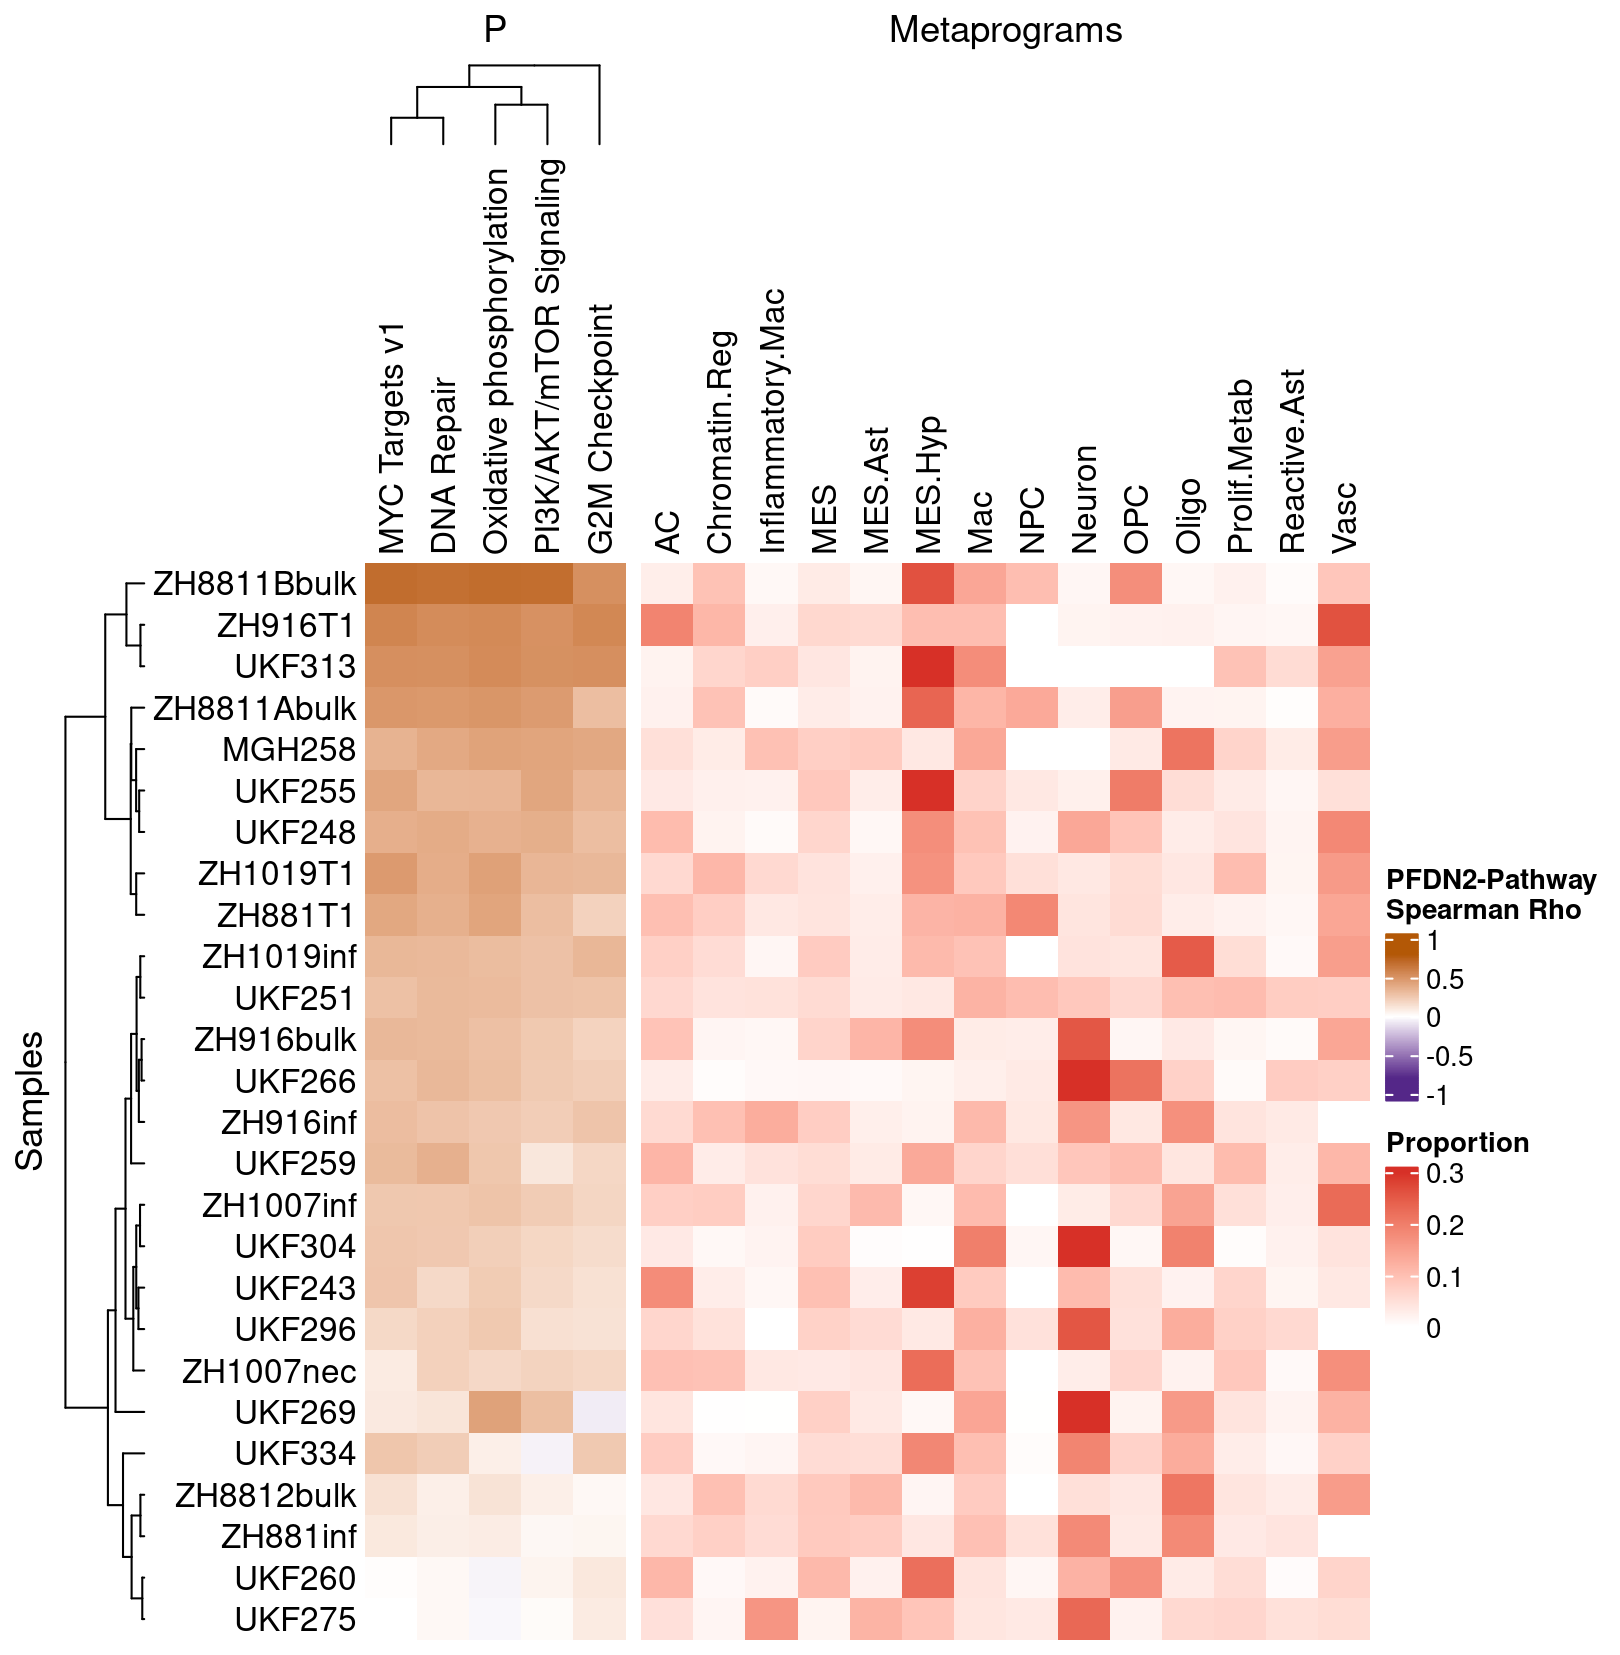 P
Metaprograms
MYC Targets v1
DNA Repair
Oxidative phosphorylation
PI3K/AKT/mTOR Signaling
G2M Checkpoint
AC
Chromatin.Reg
Inflammatory.Mac
MES
MES.Ast
MES.Hyp
Mac
NPC
Neuron
OPC
Oligo
Prolif.Metab
Reactive.Ast
Vasc
Samples
ZH8811Bbulk
ZH916T1
UKF313
ZH8811Abulk
MGH258
UKF255
UKF248
ZH1019T1
ZH881T1
ZH1019inf
UKF251
ZH916bulk
UKF266
ZH916inf
UKF259
ZH1007inf
UKF304
UKF243
UKF296
ZH1007nec
UKF269
UKF334
ZH8812bulk
ZH881inf
UKF260
UKF275
PFDN2-Pathway
Spearman Rho
1
0.5
0
-0.5
-1
Proportion
0.3
0.2
0.1
0